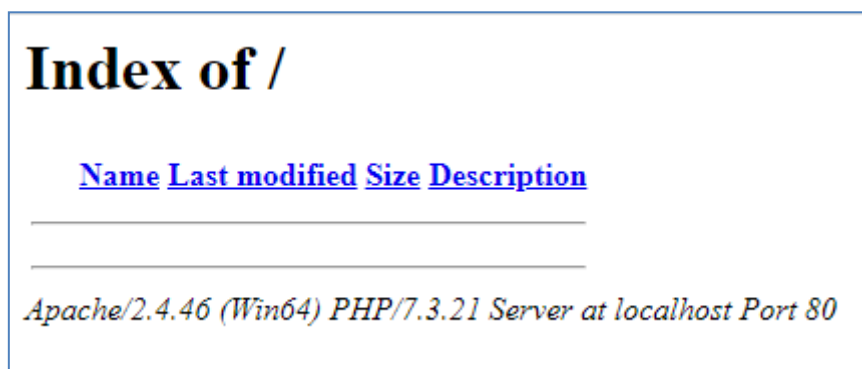 Index of /
Name Last modified Size Description
Apache/2.4.46 (Win64) PHP/7.3.21 Server at localhost Port 80